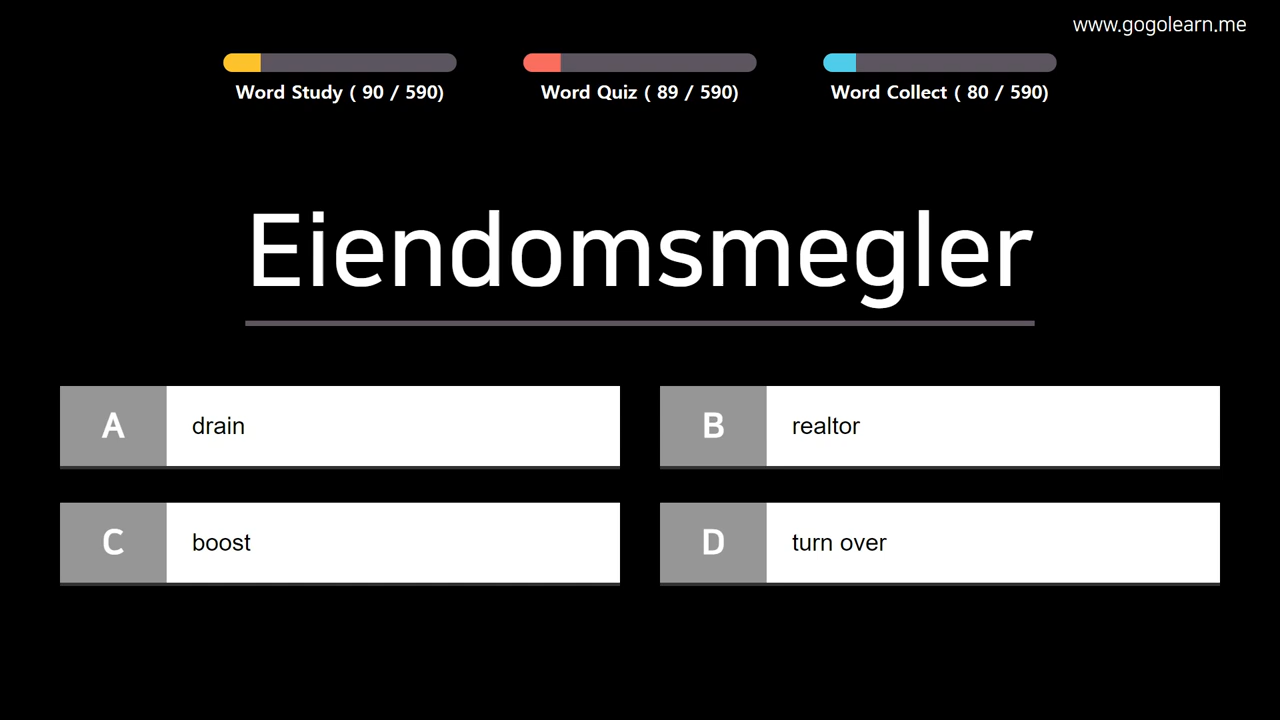 www.gogolearn.me
Word Study ( 90 / 590)
Word Quiz ( 89 / 590)
Word Collect ( 80 / 590)
Eiendomsmegler
A drain
B realtor
C boost
D turn over